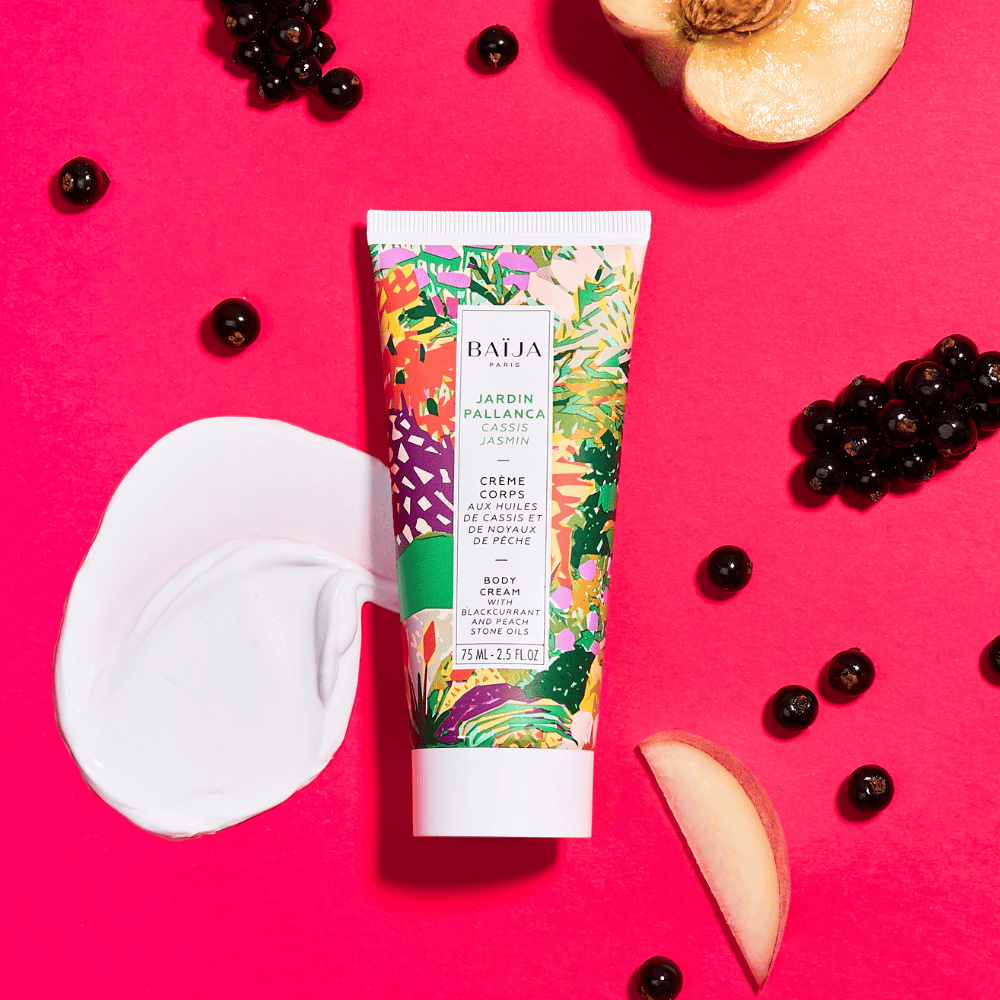 BAÏJA
PARIS
JARDIN
PALLANCA
CASSIS
JASMIN
—
CRÈME
CORPS
AUX HUILES
DE CASSIS ET
DE NOYAUX
DE PÊCHE
—
BODY
CREAM
WITH
BLACKCURRANT
AND PEACH
STONE OILS
75 ML - 2.5 FL.OZ